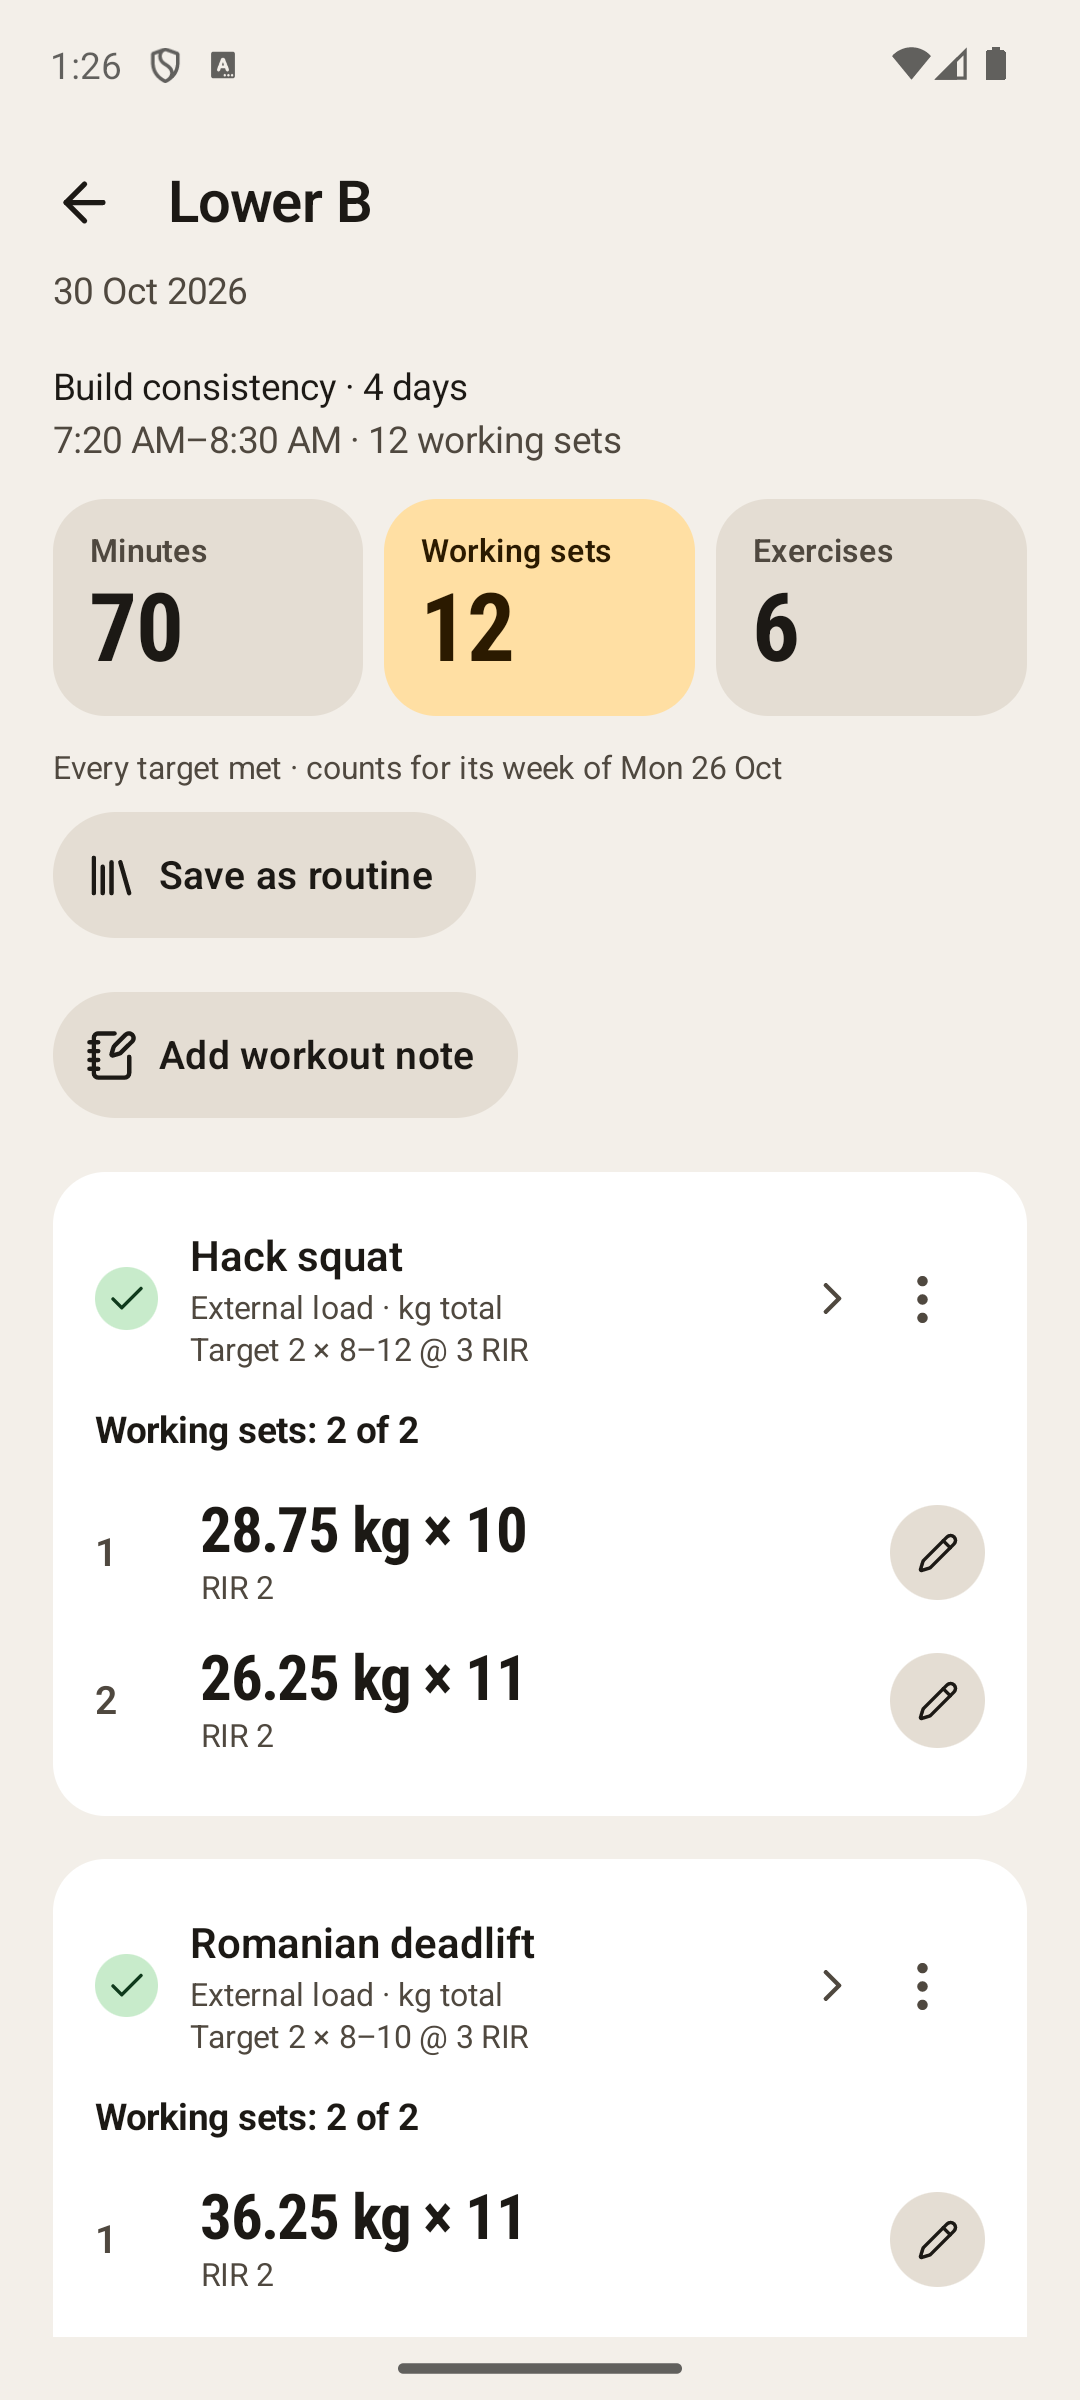 1:26
Lower B
30 Oct 2026
Build consistency · 4 days
7:20 AM–8:30 AM · 12 working sets
Minutes
70
Working sets
12
Exercises
6
Every target met · counts for its week of Mon 26 Oct
Save as routine
Add workout note
Hack squat
External load · kg total
Target 2 × 8–12 @ 3 RIR
Working sets: 2 of 2
1
28.75 kg × 10
RIR 2
2
26.25 kg × 11
RIR 2
Romanian deadlift
External load · kg total
Target 2 × 8–10 @ 3 RIR
Working sets: 2 of 2
1
36.25 kg × 11
RIR 2